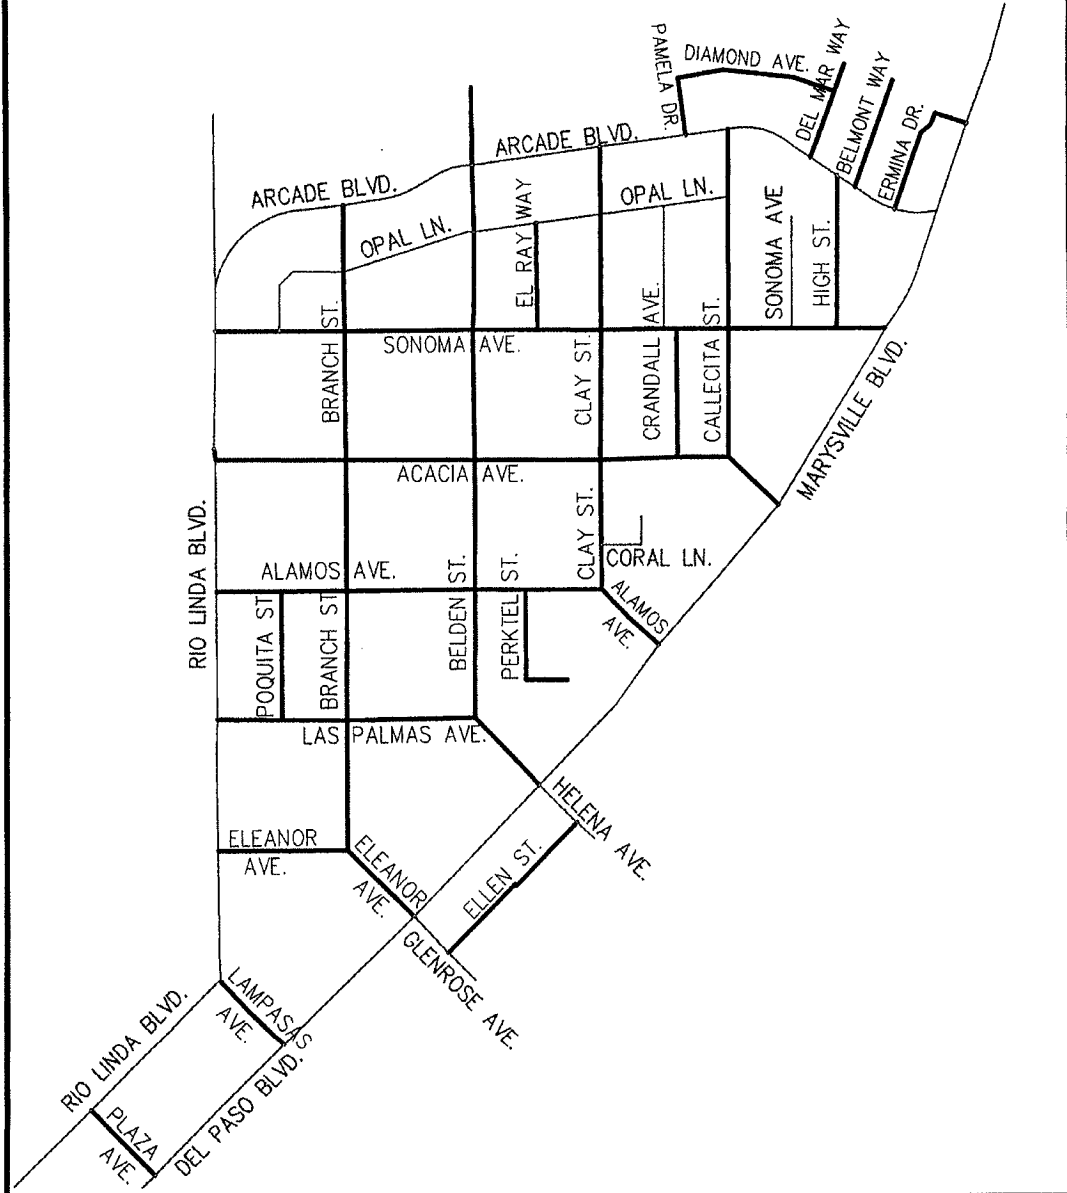 PAMELA DR.
DIAMOND AVE.
DEL MAR WAY
BELMONT WAY
ERMINA DR.
ARCADE BLVD.
ARCADE BLVD.
OPAL LN.
OPAL LN.
EL RAY WAY
SONOMA AVE
HIGH ST.
BRANCH ST.
SONOMA AVE.
CLAY ST.
CRANDALL AVE.
CALLECITA ST.
MARYSVILLE BLVD.
ACACIA AVE.
RIO LINDA BLVD.
CLAY ST.
CORAL LN.
ALAMOS AVE.
BELDEN ST.
PERKTEL ST.
ALAMOS
AVE.
POQUITA ST
BRANCH ST
LAS PALMAS AVE.
HELENA AVE.
ELEANOR
AVE.
ELEANOR
AVE.
ELLEN ST.
GLENROSE AVE.
LAMPASAS
AVE.
RIO LINDA BLVD.
DEL PASO BLVD.
PLAZA
AVE.